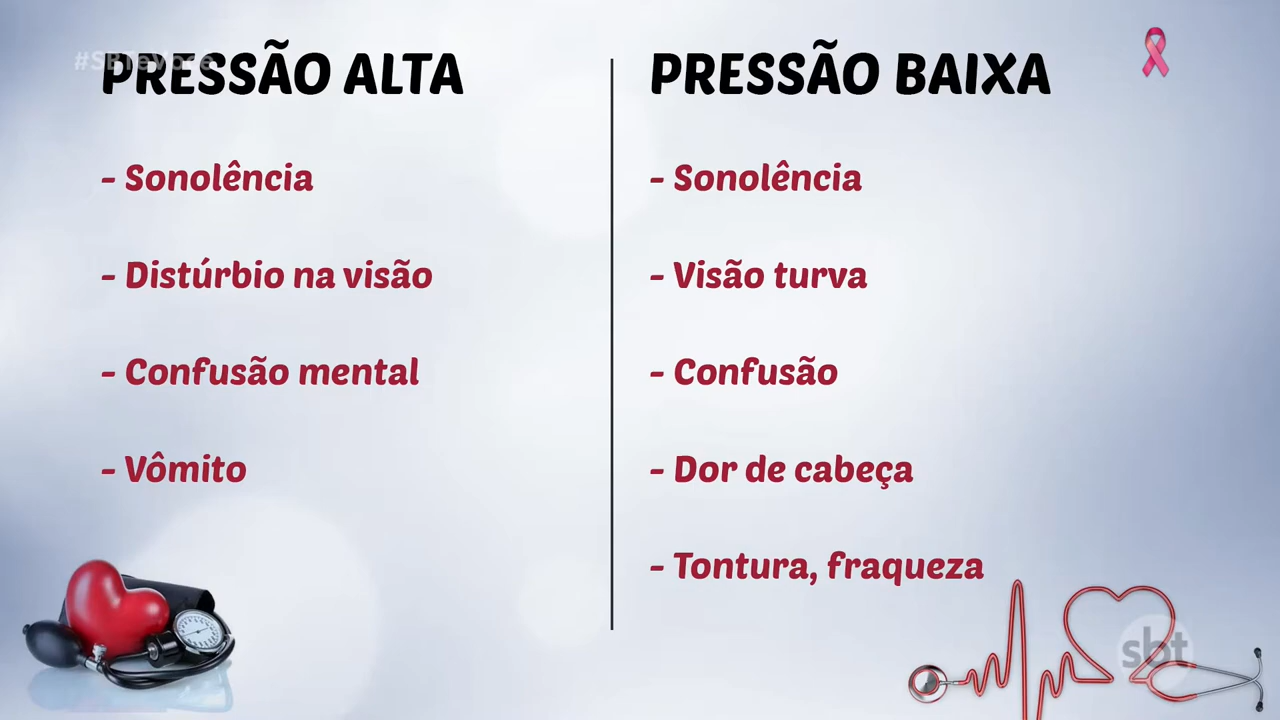 #SBTeVocê
PRESSÃO ALTA
- Sonolência
- Distúrbio na visão
- Confusão mental
- Vômito
PRESSÃO BAIXA
- Sonolência
- Visão turva
- Confusão
- Dor de cabeça
- Tontura, fraqueza
sbt